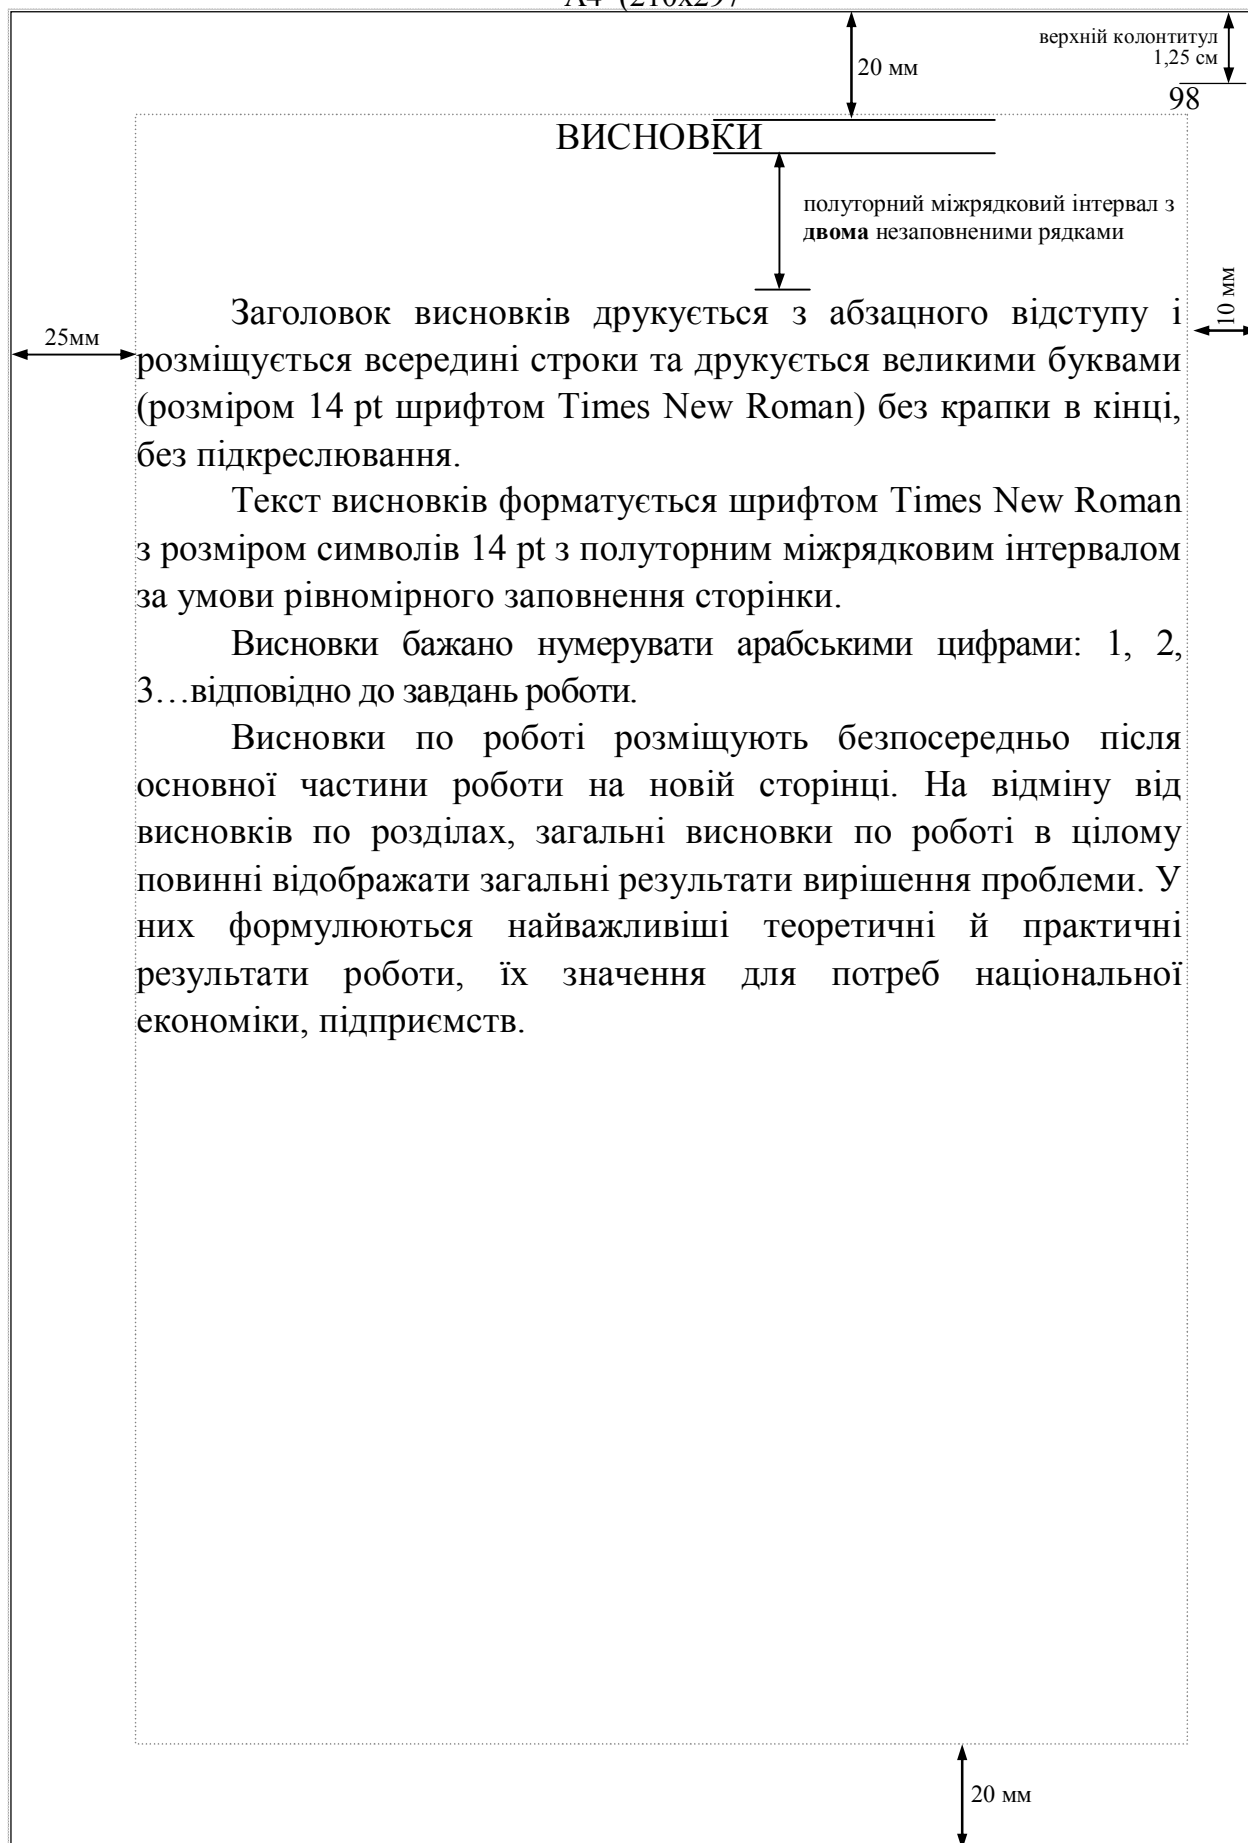 А4 (210х297
верхній колонтитул
1,25 см
20 мм
98
ВИСНОВКИ
полуторний міжрядковий інтервал з
двома незаповненими рядками
10 мм
25мм
Заголовок висновків друкується з абзацного відступу і
розміщується всередині строки та друкується великими буквами
(розміром 14 pt шрифтом Times New Roman) без крапки в кінці,
без підкреслювання.
Текст висновків форматується шрифтом Times New Roman
з розміром символів 14 pt з полуторним міжрядковим інтервалом
за умови рівномірного заповнення сторінки.
Висновки бажано нумерувати арабськими цифрами: 1, 2,
3…відповідно до завдань роботи.
Висновки по роботі розміщують безпосередньо після
основної частини роботи на новій сторінці. На відміну від
висновків по розділах, загальні висновки по роботі в цілому
повинні відображати загальні результати вирішення проблеми. У
них формулюються найважливіші теоретичні й практичні
результати роботи, їх значення для потреб національної
економіки, підприємств.
20 мм